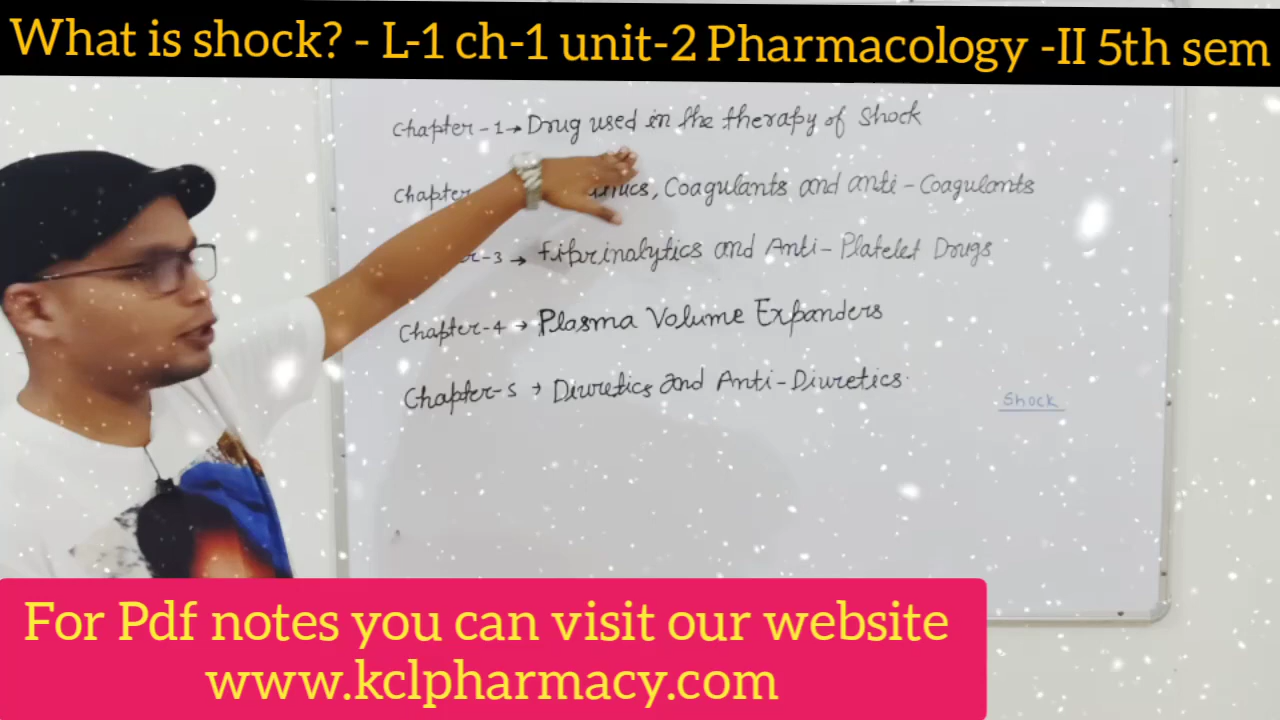 What is shock? - L-1 ch-1 unit-2 Pharmacology -II 5th sem
Chapter-1→ Drug used in the therapy of Shock
Chapter , Coagulants and anti-Coagulants
-3 → fibrinalytics and Anti-Platelet Drugs
Chapter-4 → Plasma Volume Expanders
Chapter-5 → Diuretics and Anti-Diuretics.
Shock
For Pdf notes you can visit our website
www.kclpharmacy.com